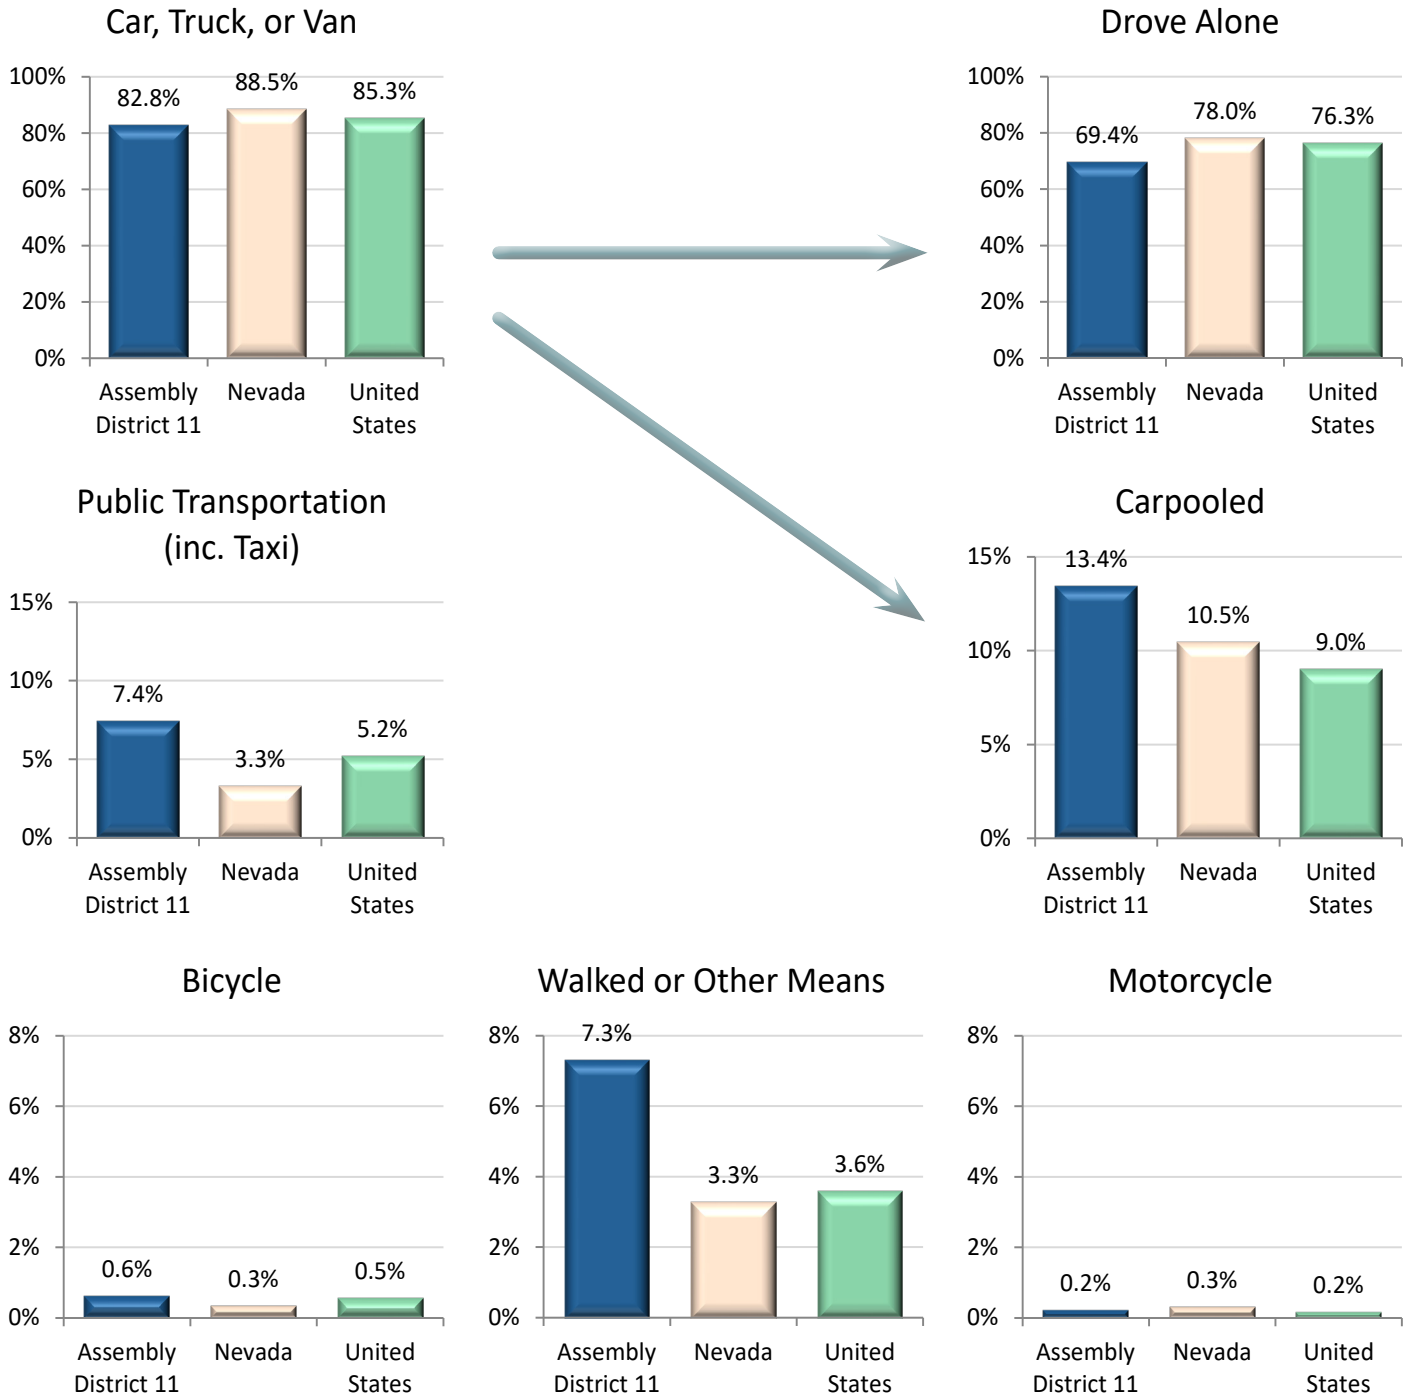 Car, Truck, or Van
100%
80%
60%
40%
20%
0%
82.8%
88.5%
85.3%
Assembly
District 11
Nevada
United
States
Drove Alone
100%
80%
60%
40%
20%
0%
69.4%
78.0%
76.3%
Assembly
District 11
Nevada
United
States
Public Transportation
(inc. Taxi)
15%
10%
5%
0%
7.4%
3.3%
5.2%
Assembly
District 11
Nevada
United
States
Carpooled
15%
10%
5%
0%
13.4%
10.5%
9.0%
Assembly
District 11
Nevada
United
States
Bicycle
8%
6%
4%
2%
0%
0.6%
0.3%
0.5%
Assembly
District 11
Nevada
United
States
Walked or Other Means
8%
6%
4%
2%
0%
7.3%
3.3%
3.6%
Assembly
District 11
Nevada
United
States
Motorcycle
8%
6%
4%
2%
0%
0.2%
0.3%
0.2%
Assembly
District 11
Nevada
United
States